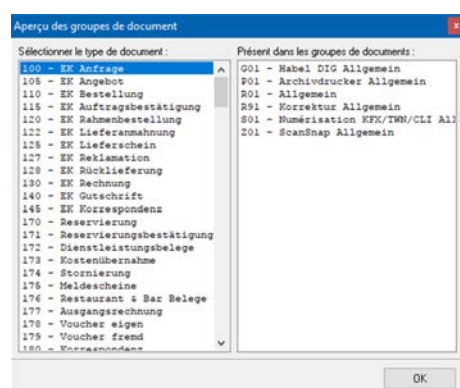 Aperçu des groupes de document
Sélectionner le type de document :
100 - EK Anfrage
105 - EK Angebot
110 - EK Bestellung
115 - EK Auftragsbestätigung
120 - EK Rahmenbestellung
122 - EK Lieferanmahnung
125 - EK Lieferschein
127 - EK Reklamation
128 - EK Rücklieferung
130 - EK Rechnung
140 - EK Gutschrift
145 - EK Korrespondenz
170 - Reservierung
171 - Reservierungsbestätigung
172 - Dienstleistungsbelege
173 - Kostenübernahme
174 - Stornierung
175 - Meldescheine
176 - Restaurant & Bar Belege
177 - Ausgangsrechnung
178 - Voucher eigen
179 - Voucher fremd
180 - Korrespondenz
Présent dans les groupes de documents :
G01 - Habel DIG Allgemein
P01 - Archivdrucker Allgemein
R01 - Allgemein
R91 - Korrektur Allgemein
S01 - Numérisation KFX/TWN/CLI All
Z01 - ScanSnap Allgemein
OK